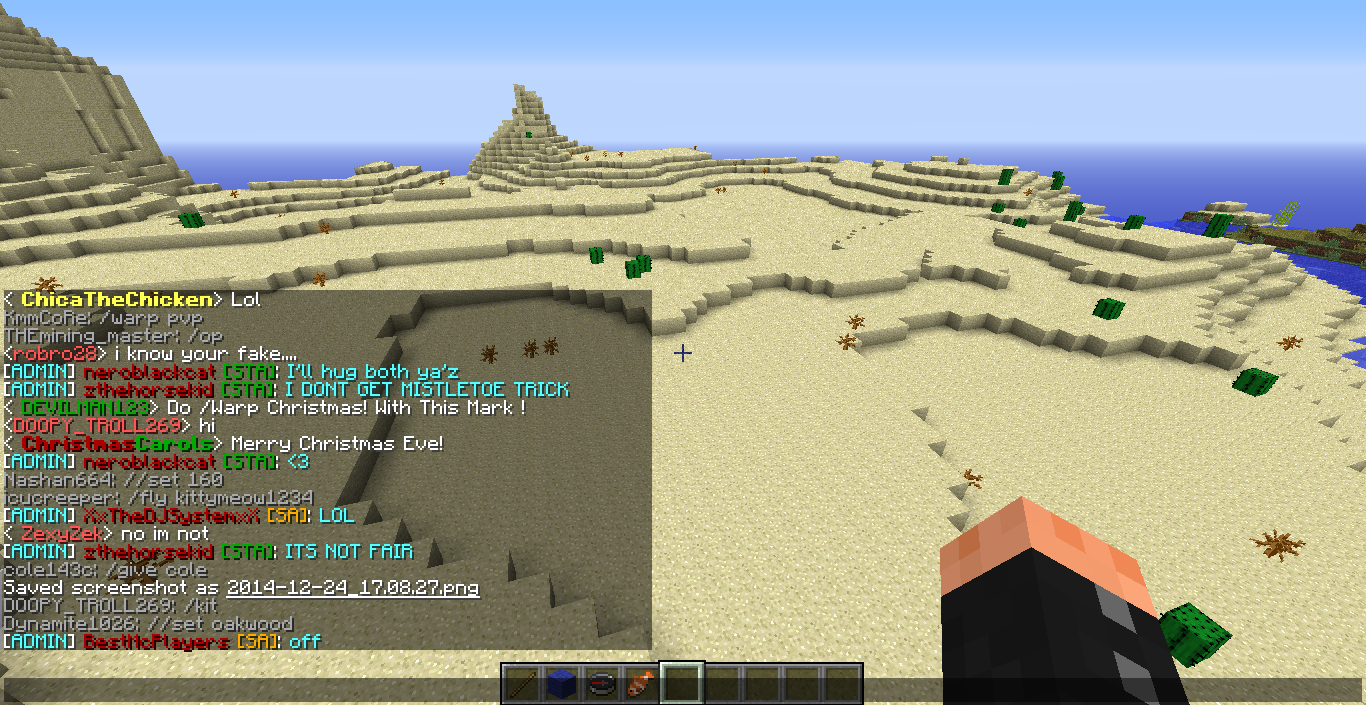 < ChicaTheChicken> Lol
KmmCoRe: /warp pvp
THEmining_master: /op
<robro28> i know your fake....
[ADMIN] neroblackcat [STA]: I'll hug both ya'z
[ADMIN] zthehorsekid [STA]: I DONT GET MISTLETOE TRICK
< DEVILMAN123> Do /Warp Christmas! With This Mark !
<DOOPY_TROLL269> hi
< ChristmasCarols> Merry Christmas Eve!
[ADMIN] neroblackcat [STA]: <3
Nashan664: //set 160
icucreeper: /fly kittymeow1234
[ADMIN] XxTheDJSystemxX [SA]: LOL
< ZexyZek> no im not
[ADMIN] zthehorsekid [STA]: ITS NOT FAIR
cole143c: /give cole
Saved screenshot as 2014-12-24_17.08.27.png
DOOPY_TROLL269: /kit
Dynamite1026: //set oakwood
[ADMIN] BestMcPlayers [SA]: off